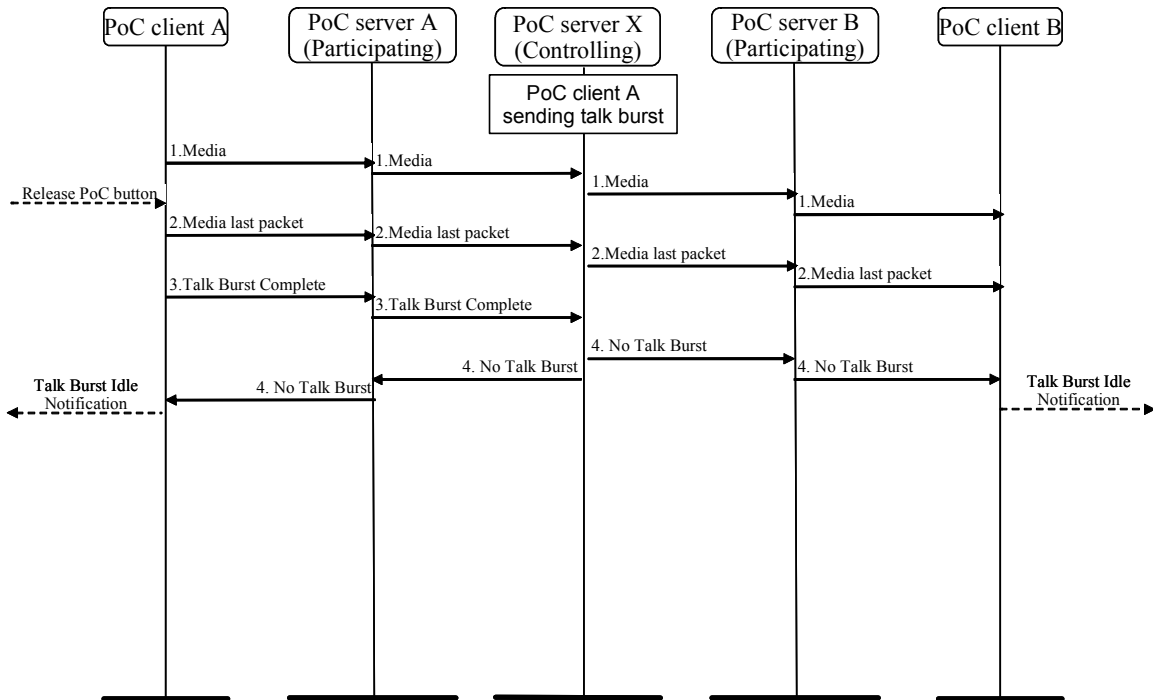 PoC client A
PoC server A
(Participating)
PoC server X
(Controlling)
PoC server B
(Participating)
PoC client B
PoC client A
sending talk burst
1.Media
1.Media
1.Media
Release PoC button
1.Media
2.Media last packet
2.Media last packet
2.Media last packet
2.Media last packet
3.Talk Burst Complete
3.Talk Burst Complete
4. No Talk Burst
4. No Talk Burst
4. No Talk Burst
4. No Talk Burst
Talk Burst Idle
Notification
Talk Burst Idle
Notification